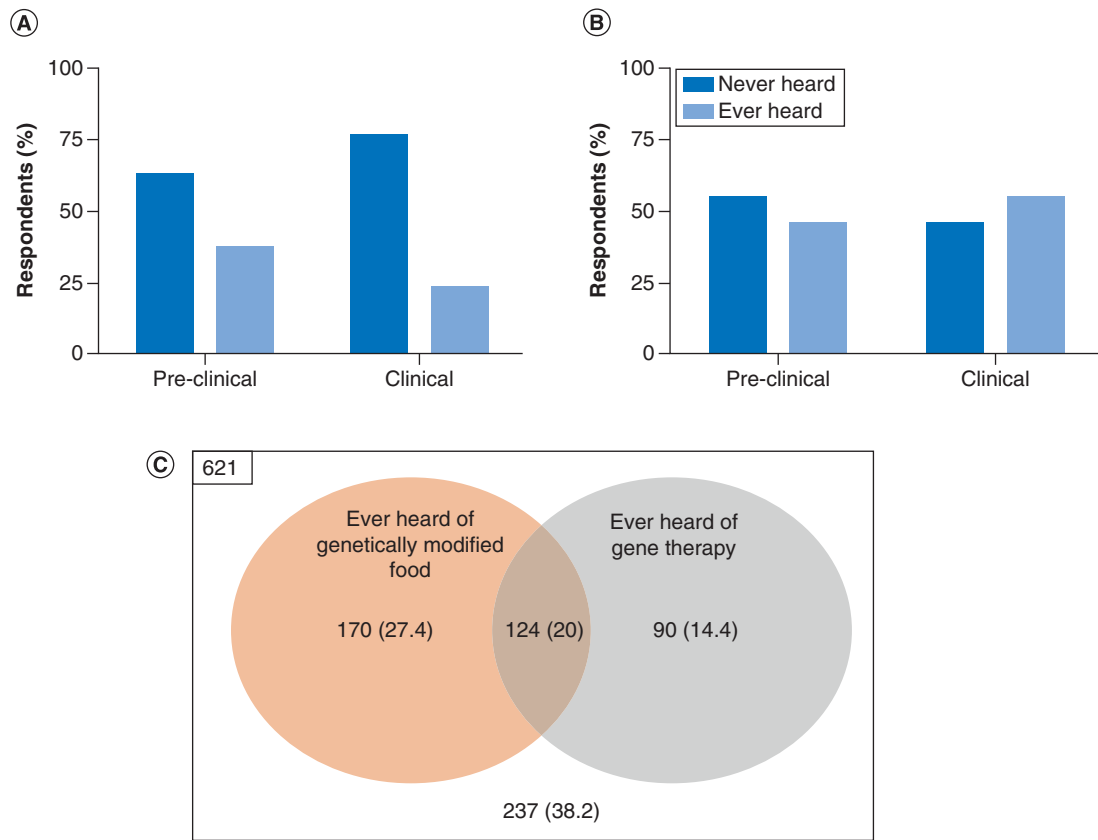 A
100
75
50
25
0
Respondents (%)
Pre-clinical
Clinical
B
100
75
50
25
0
Respondents (%)
Never heard
Ever heard
Pre-clinical
Clinical
C
621
Ever heard of
genetically modified
food
170 (27.4)
124 (20)
Ever heard of
gene therapy
90 (14.4)
237 (38.2)